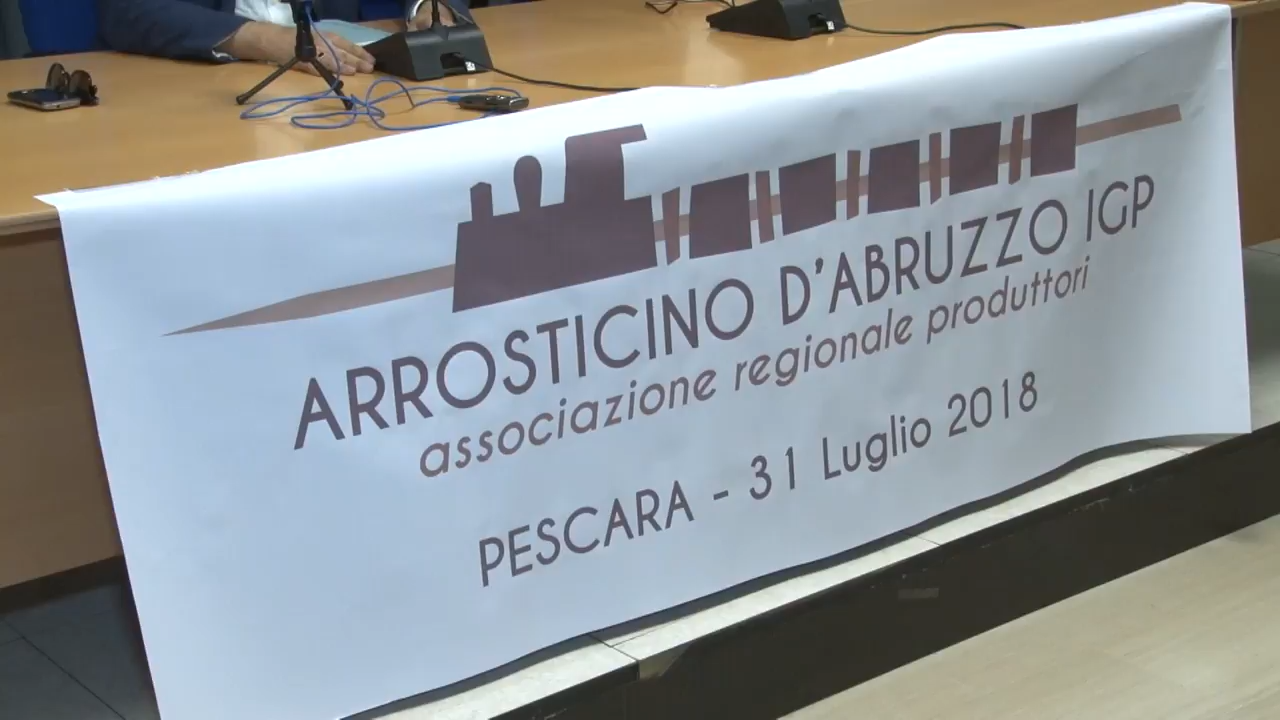 ARROSTICINO D'ABRUZZO IGP
associazione regionale produttori
PESCARA - 31 Luglio 2018